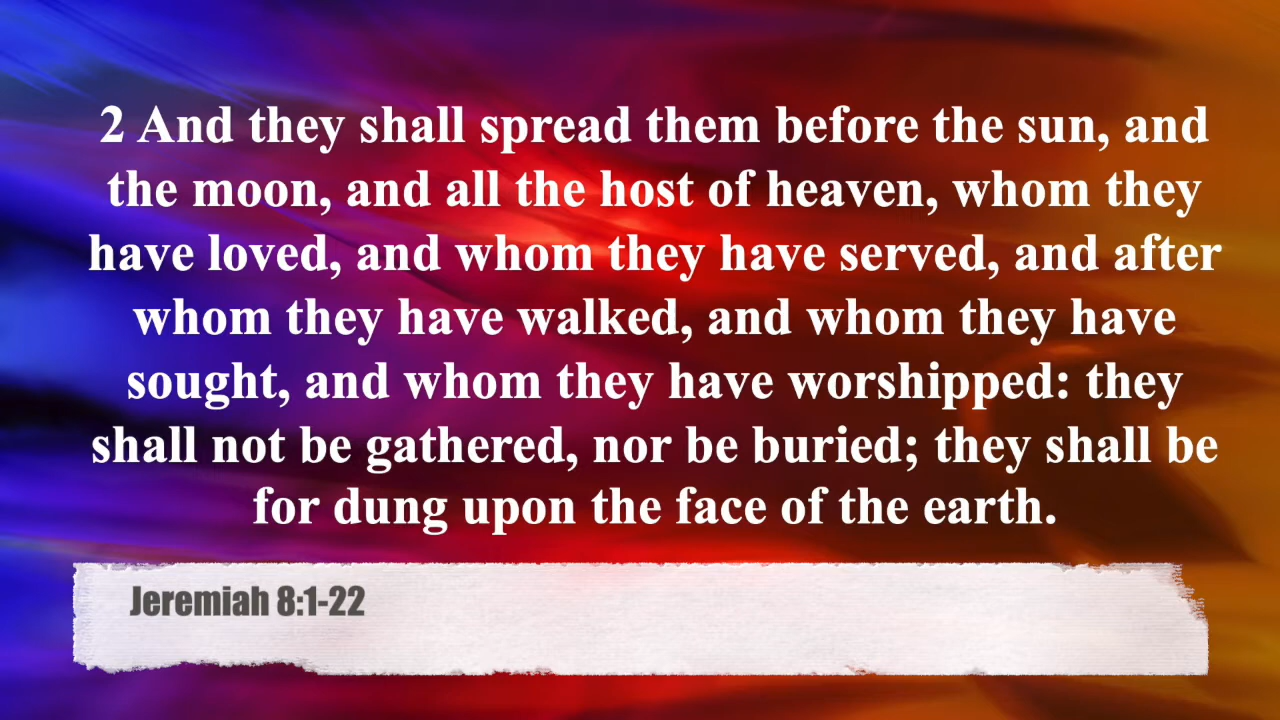 2 And they shall spread them before the sun, and
the moon, and all the host of heaven, whom they
have loved, and whom they have served, and after
whom they have walked, and whom they have
sought, and whom they have worshipped: they
shall not be gathered, nor be buried; they shall be
for dung upon the face of the earth.
Jeremiah 8:1-22